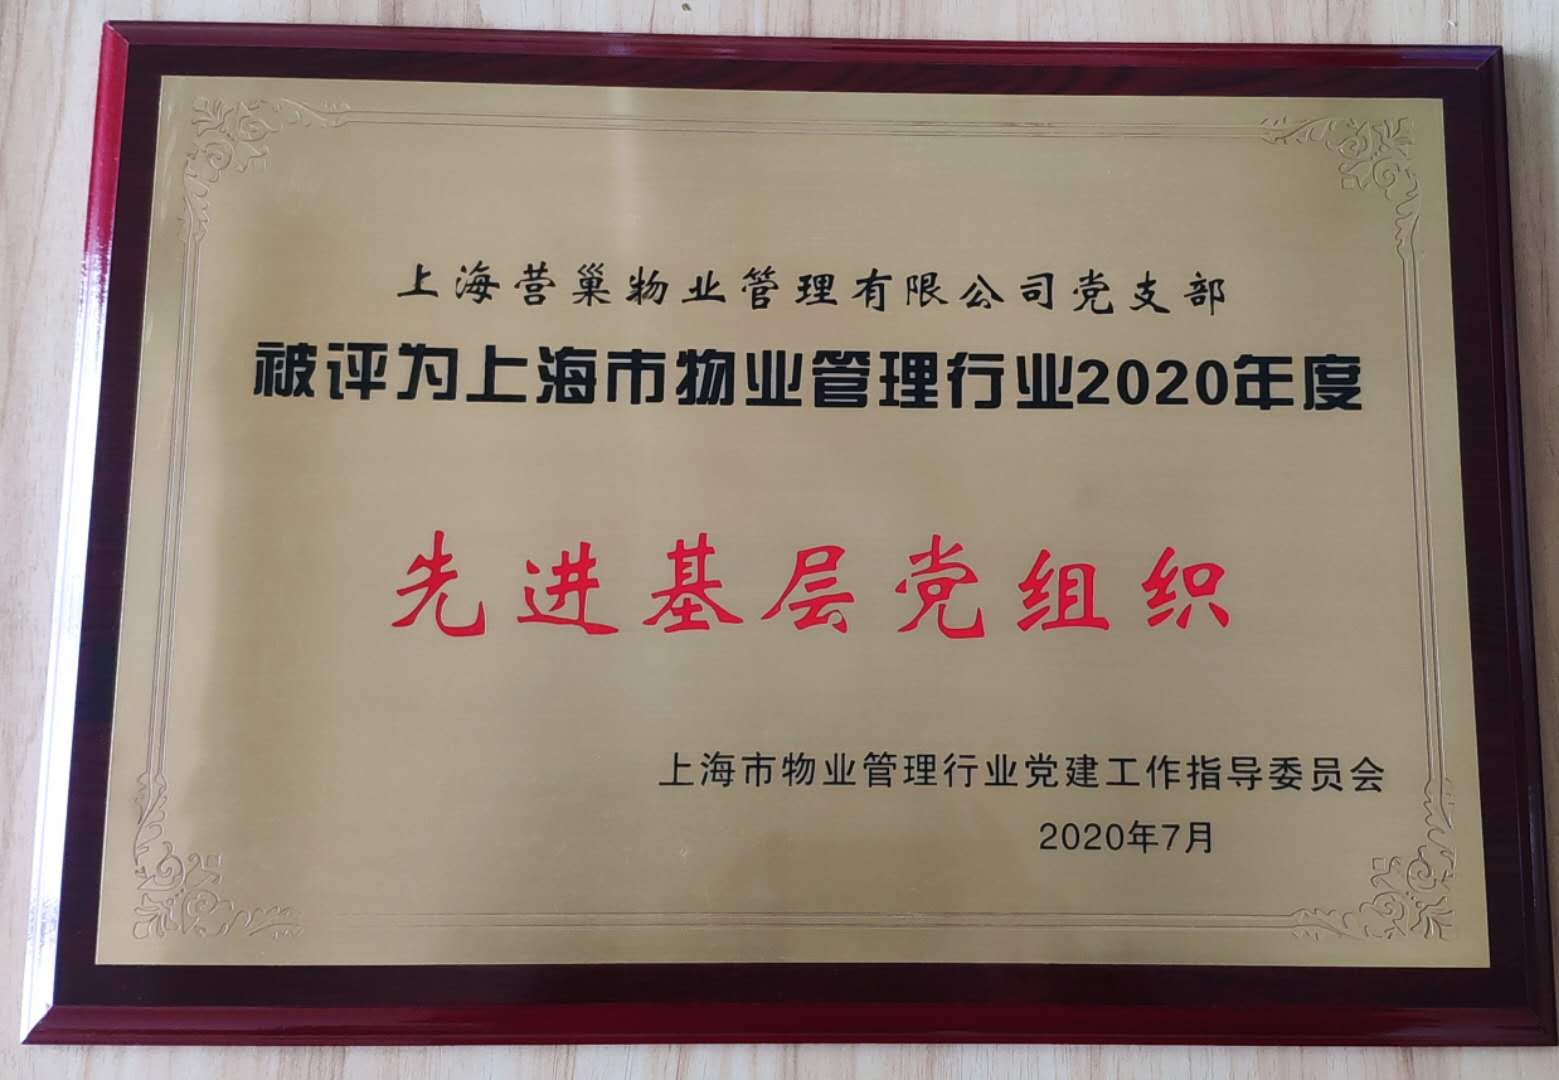 上海营巢物业管理有限公司党支部
被评为上海市物业管理行业2020年度
先进基层党组织
上海市物业管理行业党建工作指导委员会
2020年7月